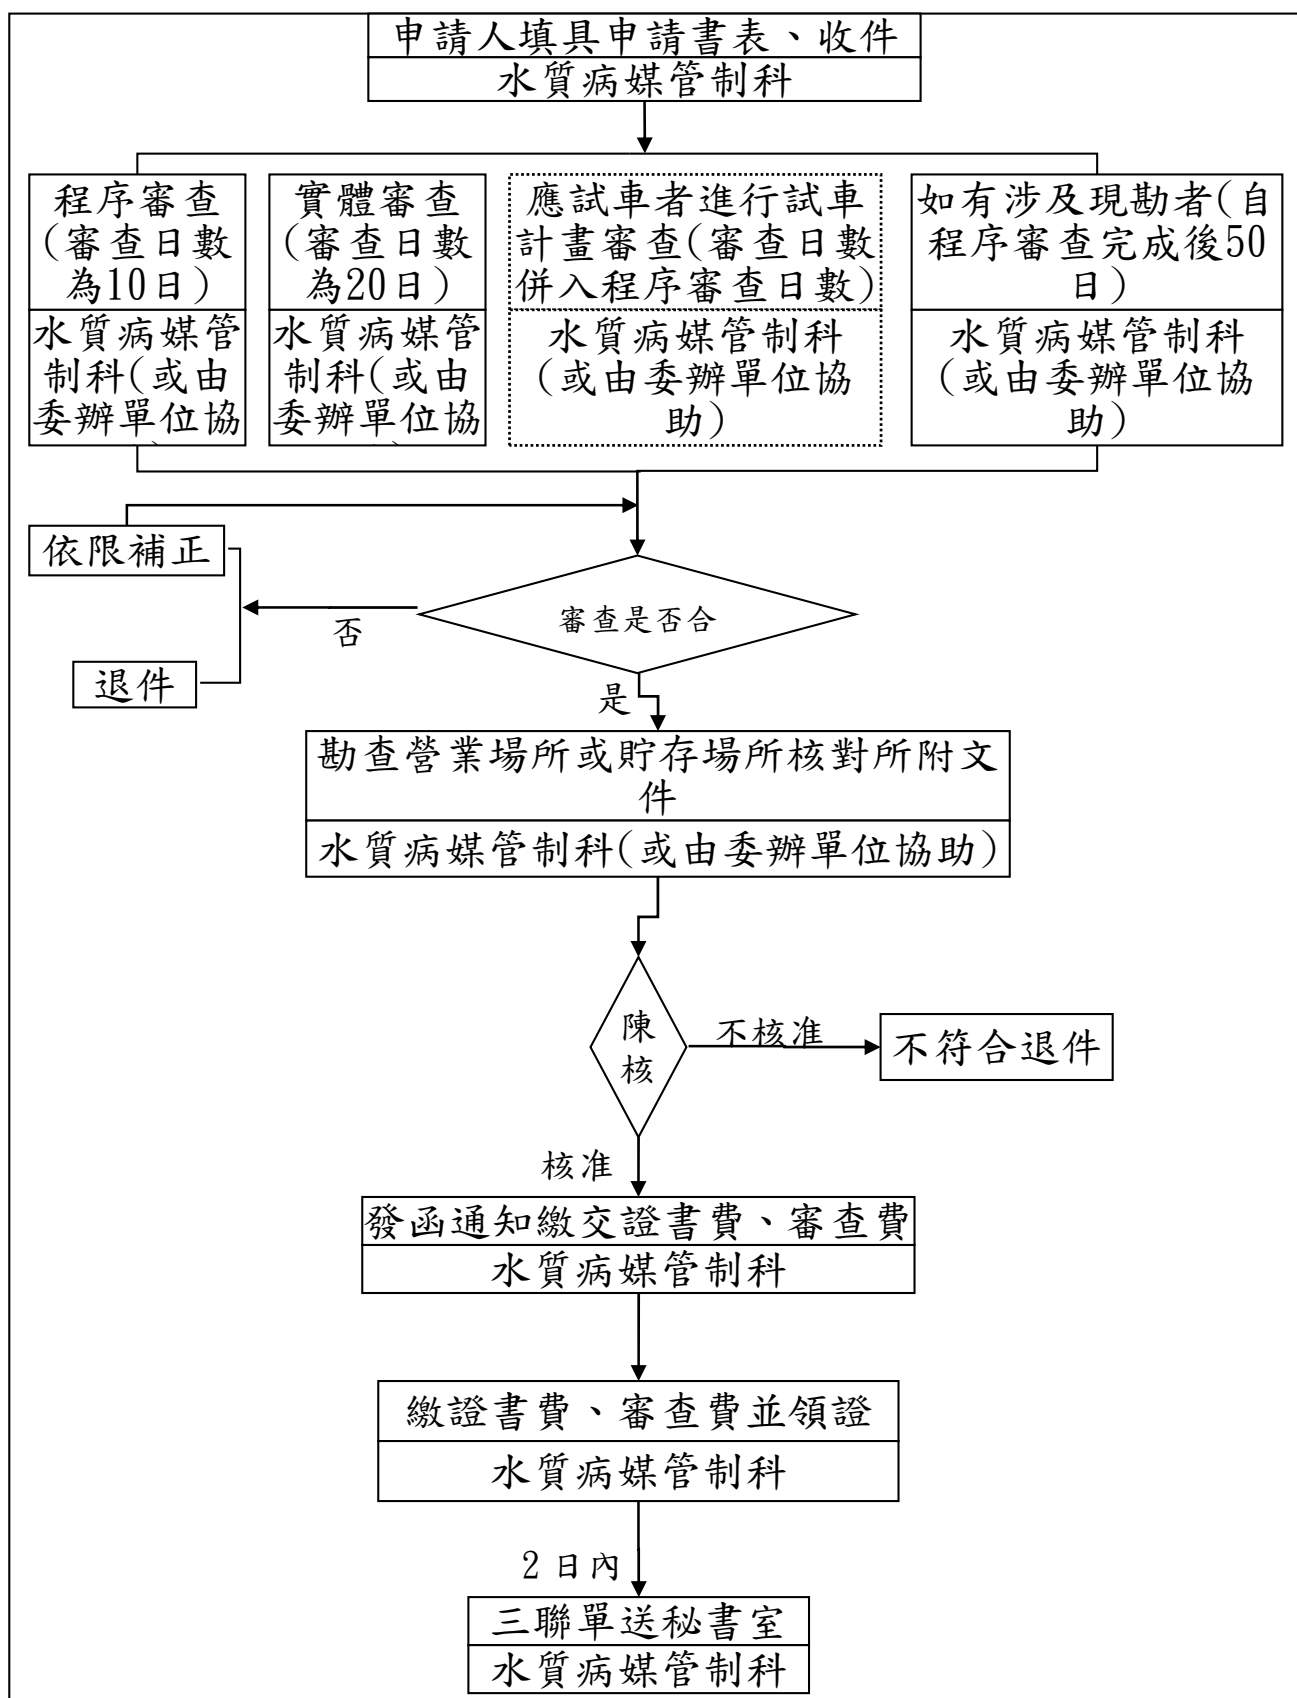 申請人填具申請書表、收件
水質病媒管制科
程序審查
(審查日數
為10日)
水質病媒管
制科(或由
委辦單位協
實體審查
(審查日數
為20日)
水質病媒管
制科(或由
委辦單位協
應試車者進行試車
計畫審查(審查日數
併入程序審查日數)
水質病媒管制科
(或由委辦單位協
助)
如有涉及現勘者(自
程序審查完成後50
日)
水質病媒管制科
(或由委辦單位協
助)
依限補正
審查是否合
否
退件
是
勘查營業場所或貯存場所核對所附文
件
水質病媒管制科(或由委辦單位協助)
陳
核
不核准
不符合退件
核准
發函通知繳交證書費、審查費
水質病媒管制科
繳證書費、審查費並領證
水質病媒管制科
2日內
三聯單送秘書室
水質病媒管制科